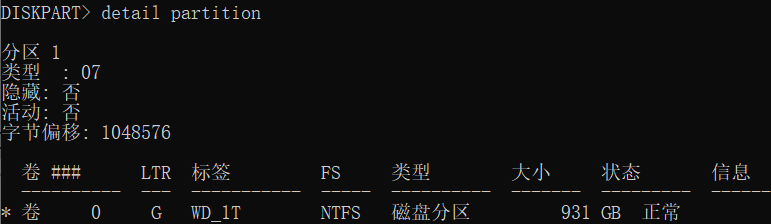 DISKPART> detail partition
分区 1
类型  : 07
隐藏: 否
活动: 否
字节偏移: 1048576
卷 ###  LTR  标签  FS  类型  大小  状态  信息
---------- --- ----------- ----- ---------- ------- --------- --------
* 卷 0 G WD_1T NTFS 磁盘分区 931 GB 正常